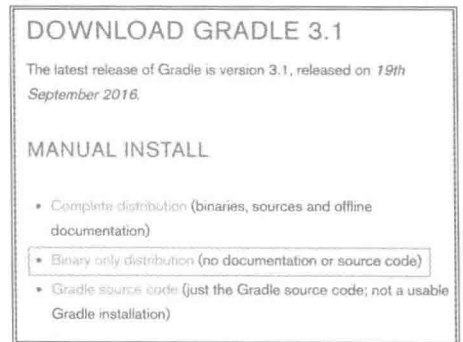 DOWNLOAD GRADLE 3.1
The latest release of Gradle is version 3.1, released on 19th
September 2016.
MANUAL INSTALL
• Complete distribution (binaries, sources and offline
documentation)
• Binary only distribution (no documentation or source code)
• Gradle source code (just the Gradle source code; not a usable
Gradle installation)